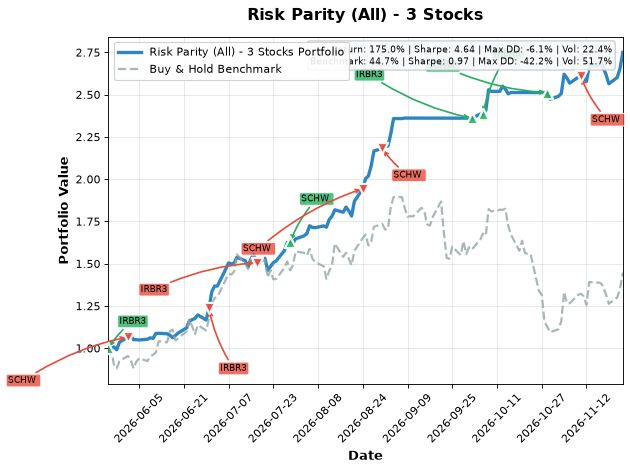 Risk Parity (All) - 3 Stocks
Risk Parity (All) - 3 Stocks Portfolio
Buy & Hold Benchmark
urn: 175.0% | Sharpe: 4.64 | Max DD: -6.1% | Vol: 22.4%
Benchmark: 44.7% | Sharpe: 0.97 | Max DD: -42.2% | Vol: 51.7%
IRBR3
SCHW
SCHW
SCHW
SCHW
IRBR3
SCHW
IRBR3
SCHW
Portfolio Value
2.75
2.50
2.25
2.00
1.75
1.50
1.25
1.00
2026-06-05
2026-06-21
2026-07-07
2026-07-23
2026-08-08
2026-08-24
2026-09-09
2026-09-25
2026-10-11
2026-10-27
2026-11-12
Date